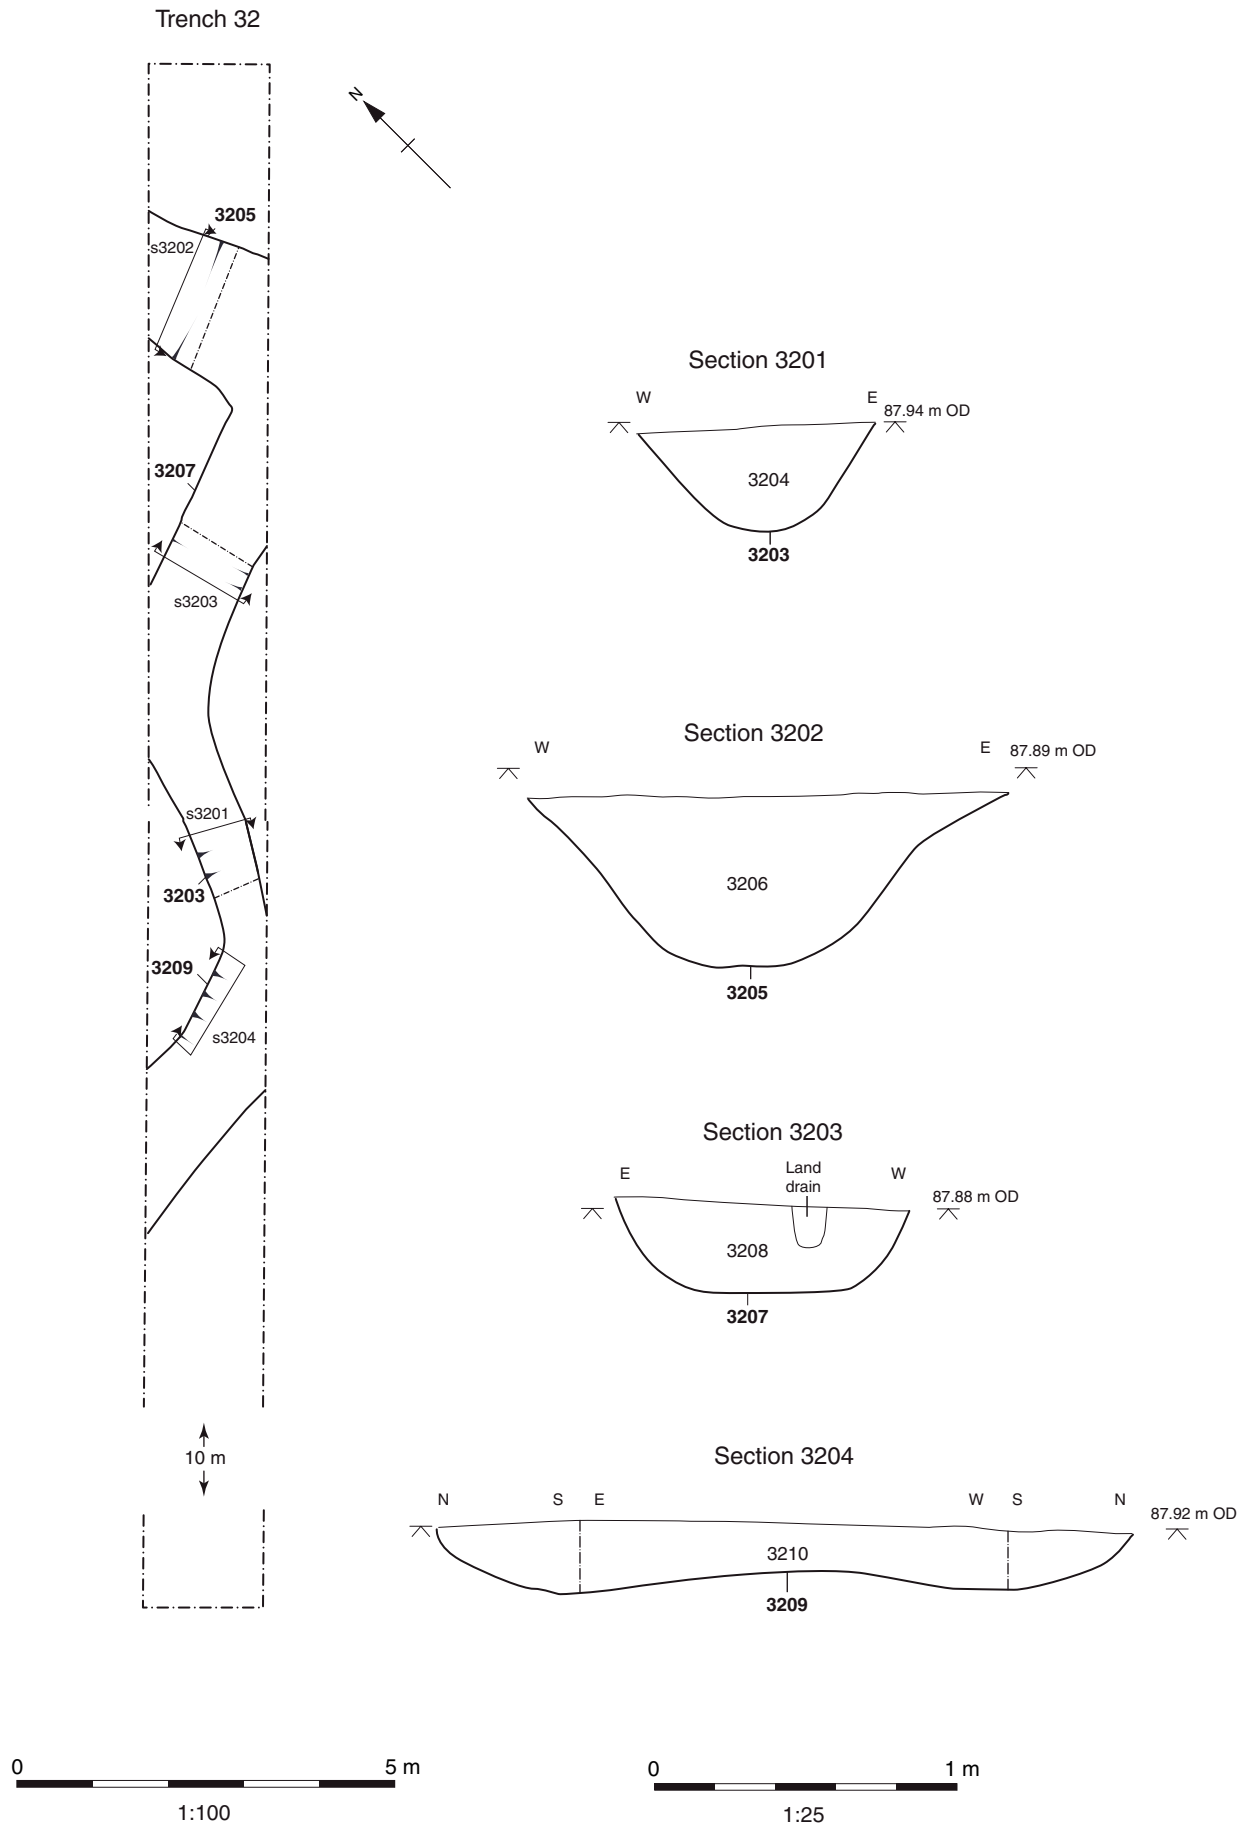 Trench 32
N
3205
s3202
3207
s3203
s3201
3203
3209
s3204
10 m
Section 3201
W E 87.94 m OD
3204
3203
Section 3202
W E 87.89 m OD
3206
3205
Section 3203
E Land drain W 87.88 m OD
3208
3207
Section 3204
N S E W S N 87.92 m OD
3210
3209
0 5 m
1:100
0 1 m
1:25